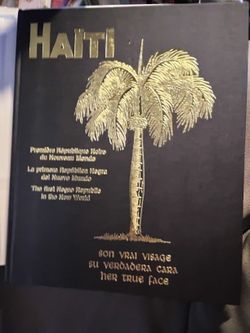 HAITI
Première République Noire
du Nouveau Monde
La primera República Negra
del Nuevo Mundo
The first Negro Republic
in the New World
SON VRAI VISAGE
SU VERDADERA CARA
HER TRUE FACE